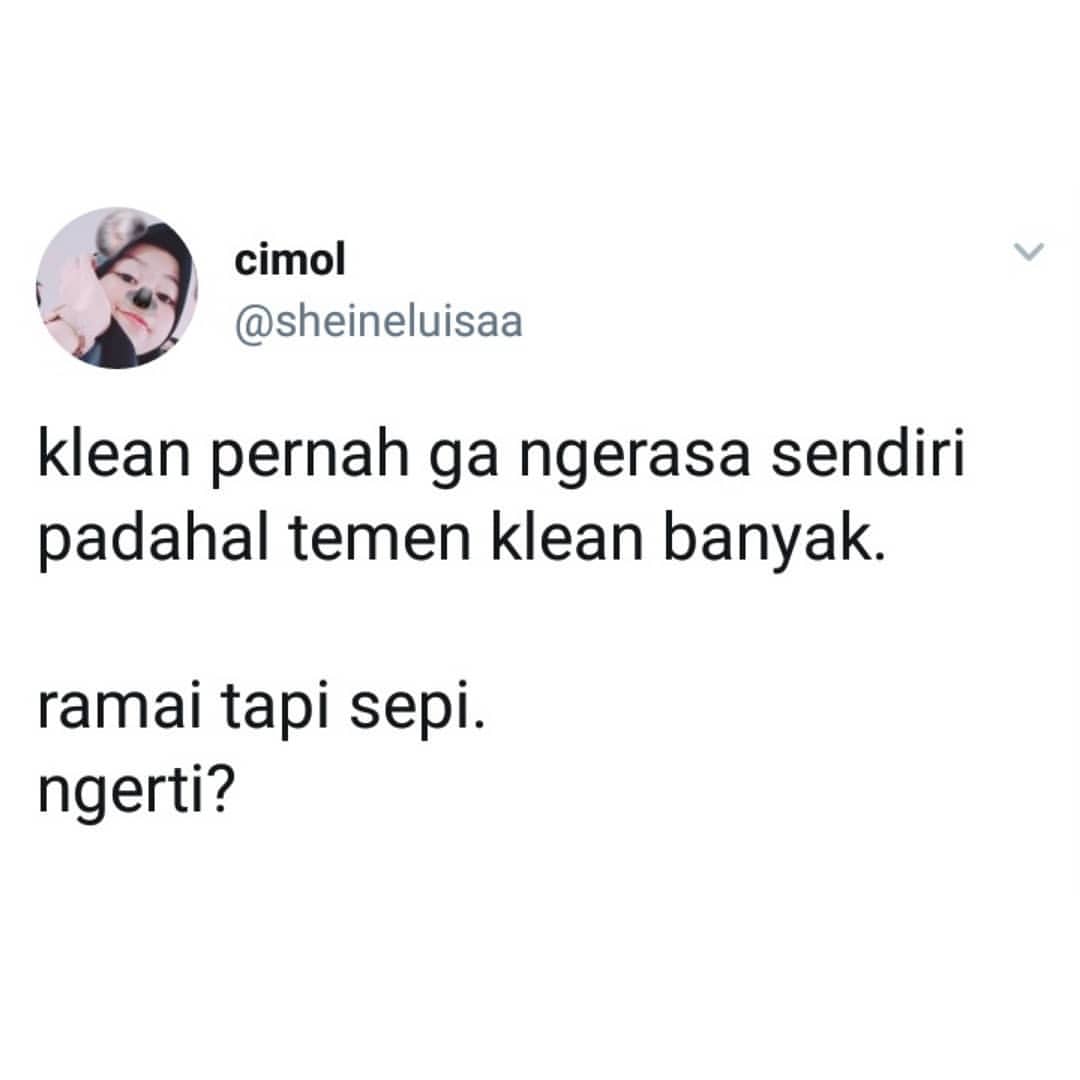 cimol
@sheineluisaa
klean pernah ga ngerasa sendiri
padahal temen klean banyak.
ramai tapi sepi.
ngerti?